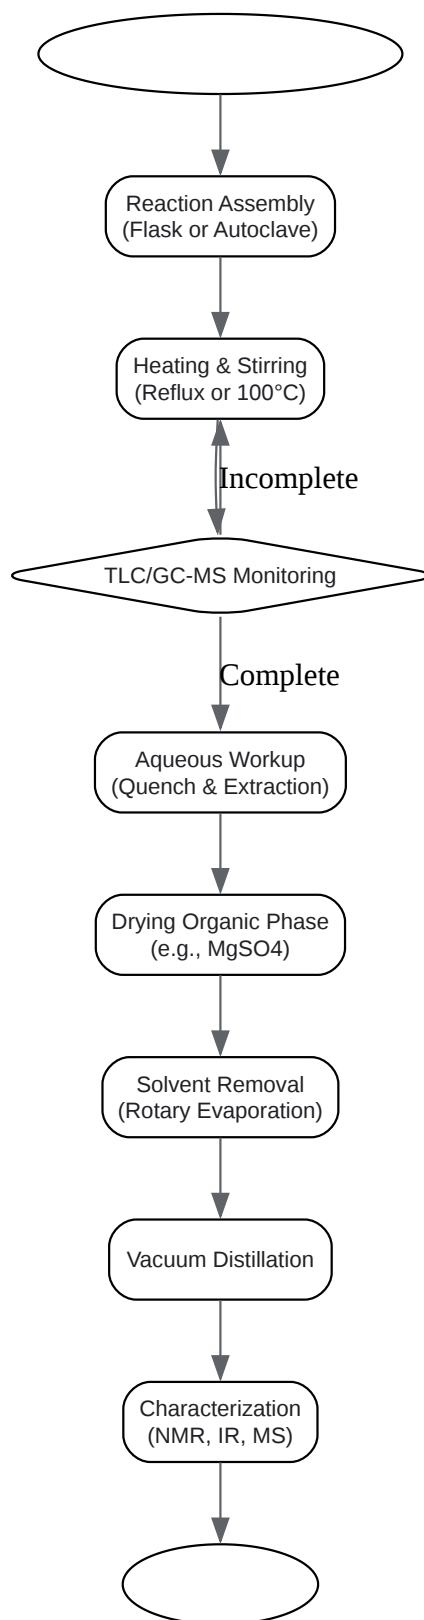 Reaction Assembly
(Flask or Autoclave)
Heating & Stirring
(Reflux or 100°C)
Incomplete
TLC/GC-MS Monitoring
Complete
Aqueous Workup
(Quench & Extraction)
Drying Organic Phase
(e.g., MgSO4)
Solvent Removal
(Rotary Evaporation)
Vacuum Distillation
Characterization
(NMR, IR, MS)